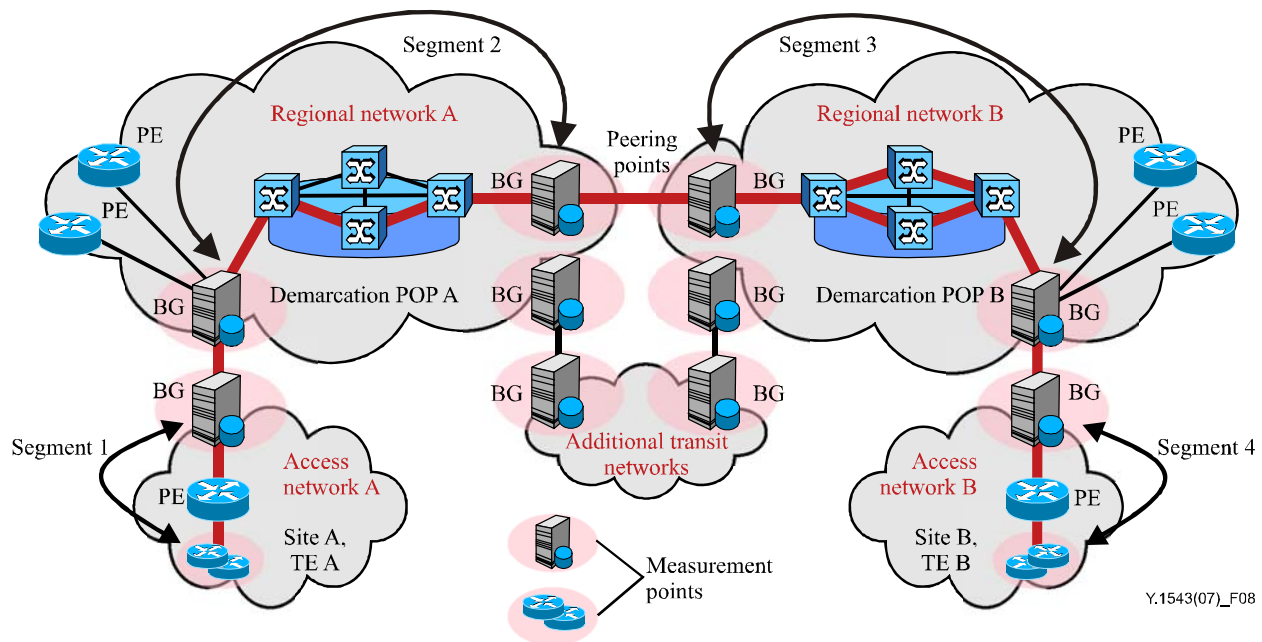 Segment 2
Segment 3
Regional network A
Regional network B
Peering
points
PE
PE
BG
BG
PE
PE
BG
Demarcation POP A
BG
BG
Demarcation POP B
BG
BG
BG
BG
BG
Segment 1
Access
network A
Additional transit
networks
Access
network B
Segment 4
PE
PE
Site A,
TE A
Site B,
TE B
Measurement
points
Y.1543(07)_F08